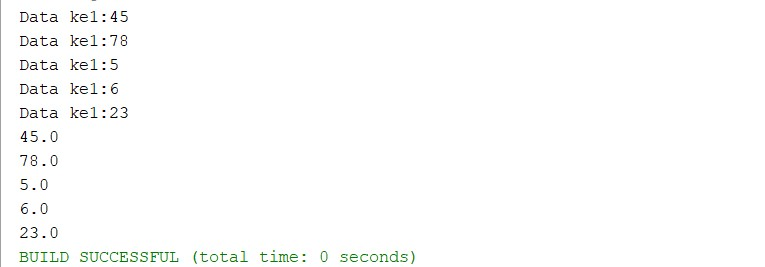 Data ke1:45
Data ke1:78
Data ke1:5
Data ke1:6
Data ke1:23
45.0
78.0
5.0
6.0
23.0
BUILD SUCCESSFUL (total time: 0 seconds)